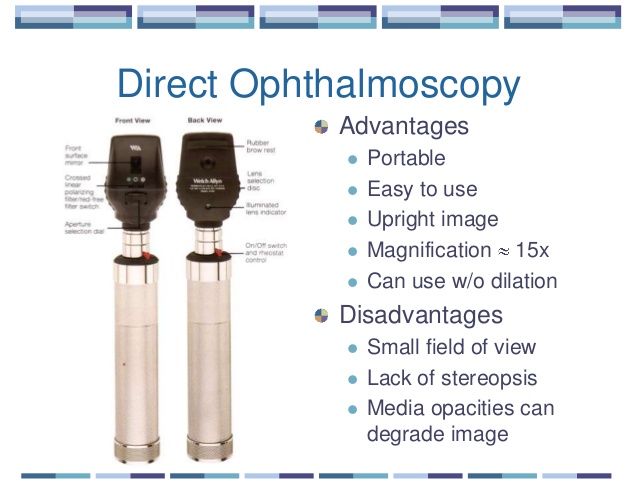 Direct Ophthalmoscopy
Front View
Back View
Front
surface
mirror
Crossed
linear
polarizing
filter/red-free
filter switch
Aperture
selection dial
WA
Rubber
brow rest
Lens
selection
disc
Illuminated
lens indicator
On/Off switch
and rheostat
control
Welch Allyn
Advantages
Portable
Easy to use
Upright image
Magnification ≈ 15x
Can use w/o dilation
Disadvantages
Small field of view
Lack of stereopsis
Media opacities can
degrade image